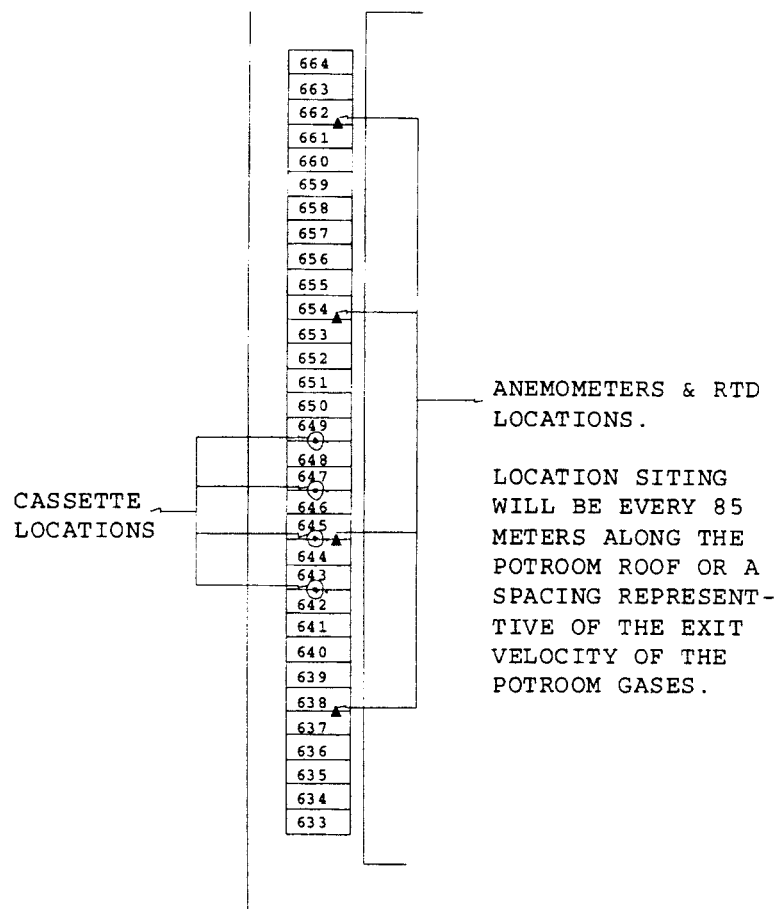 664
663
662
661
660
659
658
657
656
655
654
653
652
651
650
649
648
647
646
645
644
643
642
641
640
639
638
637
636
635
634
633
CASSETTE
LOCATIONS
ANEMOMETERS & RTD
LOCATIONS.
LOCATION SITING
WILL BE EVERY 85
METERS ALONG THE
POTROOM ROOF OR A
SPACING REPRESENT-
TIVE OF THE EXIT
VELOCITY OF THE
POTROOM GASES.